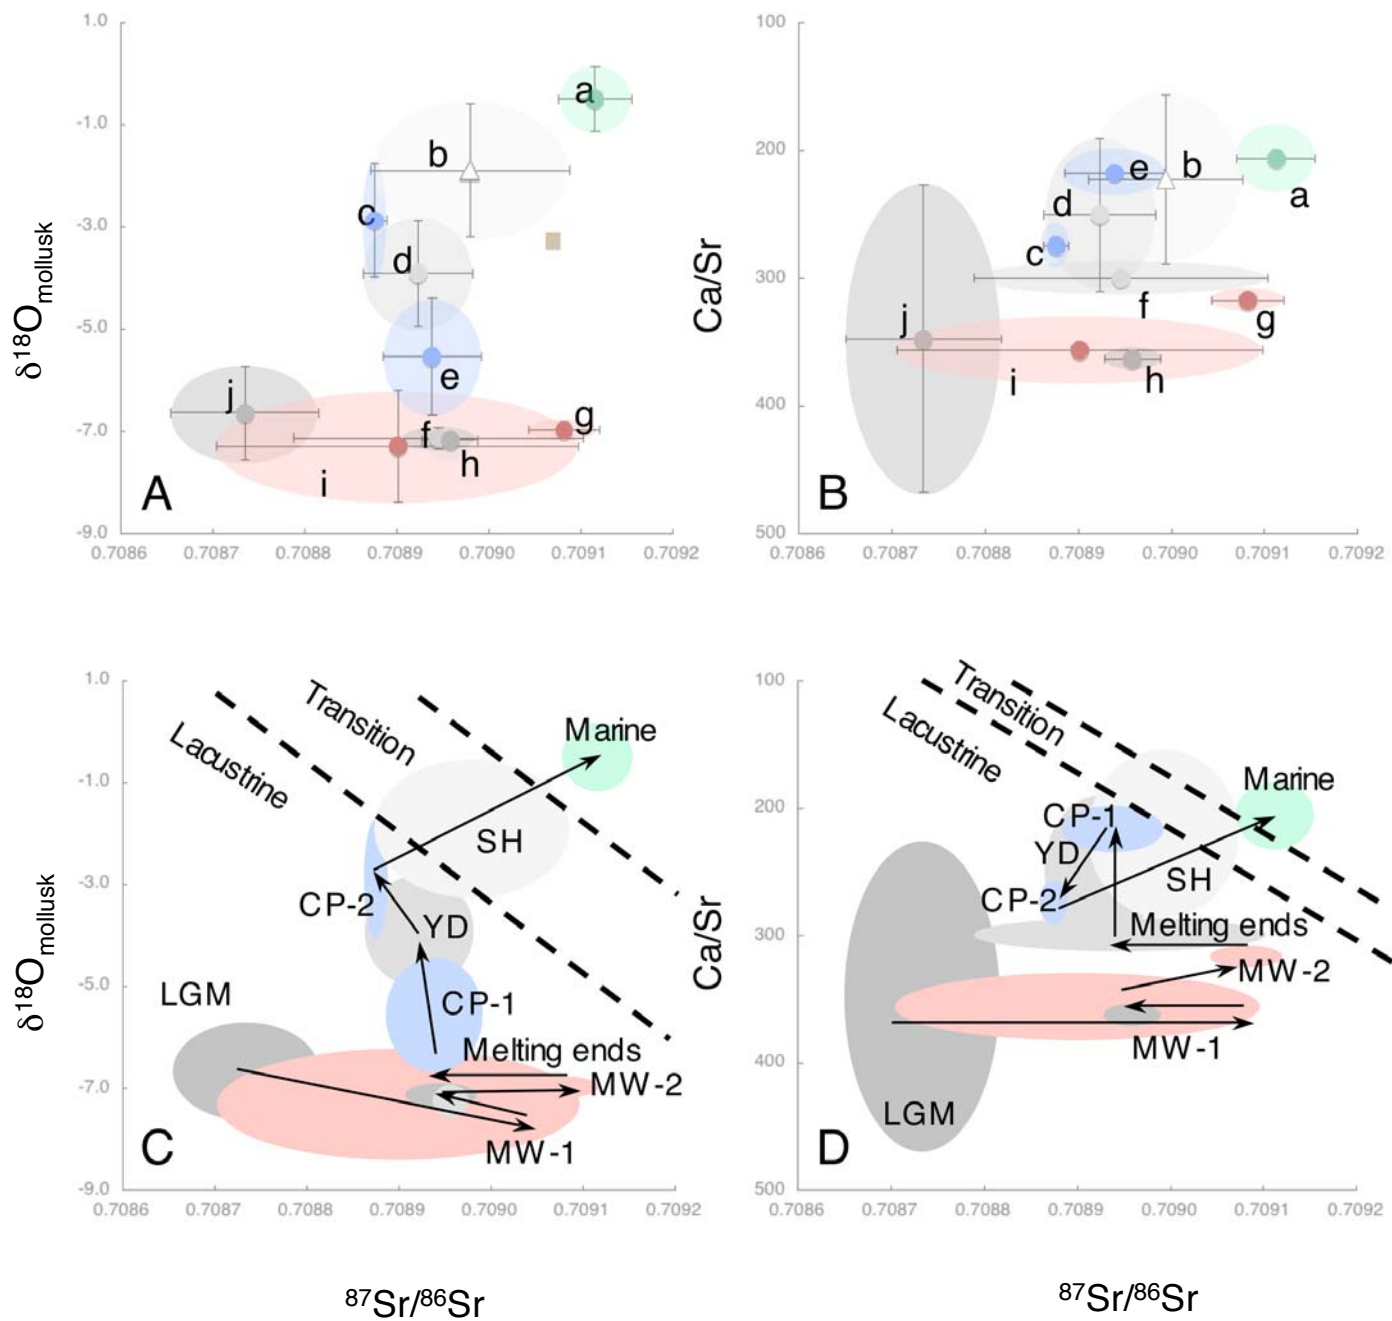 1.0
-1.0
-3.0
-5.0
-7.0
-9.0
δ18Omollusk
a
b
c
d
e
f
g
h
i
j
A
0.7086
0.7087
0.7088
0.7089
0.7090
0.7091
0.7092
100
200
300
400
500
Ca/Sr
a
b
c
d
e
f
g
h
i
j
B
0.7086
0.7087
0.7088
0.7089
0.7090
0.7091
0.7092
1.0
-1.0
-3.0
-5.0
-7.0
-9.0
δ18Omollusk
Transition
Lacustrine
Marine
SH
CP-2
YD
LGM
CP-1
Melting ends
MW-2
MW-1
C
0.7086
0.7087
0.7088
0.7089
0.7090
0.7091
0.7092
87Sr/86Sr
100
200
300
400
500
Ca/Sr
Transition
Lacustrine
Marine
CP-1
YD
SH
CP-2
Melting ends
MW-2
MW-1
LGM
D
0.7086
0.7087
0.7088
0.7089
0.7090
0.7091
0.7092
87Sr/86Sr